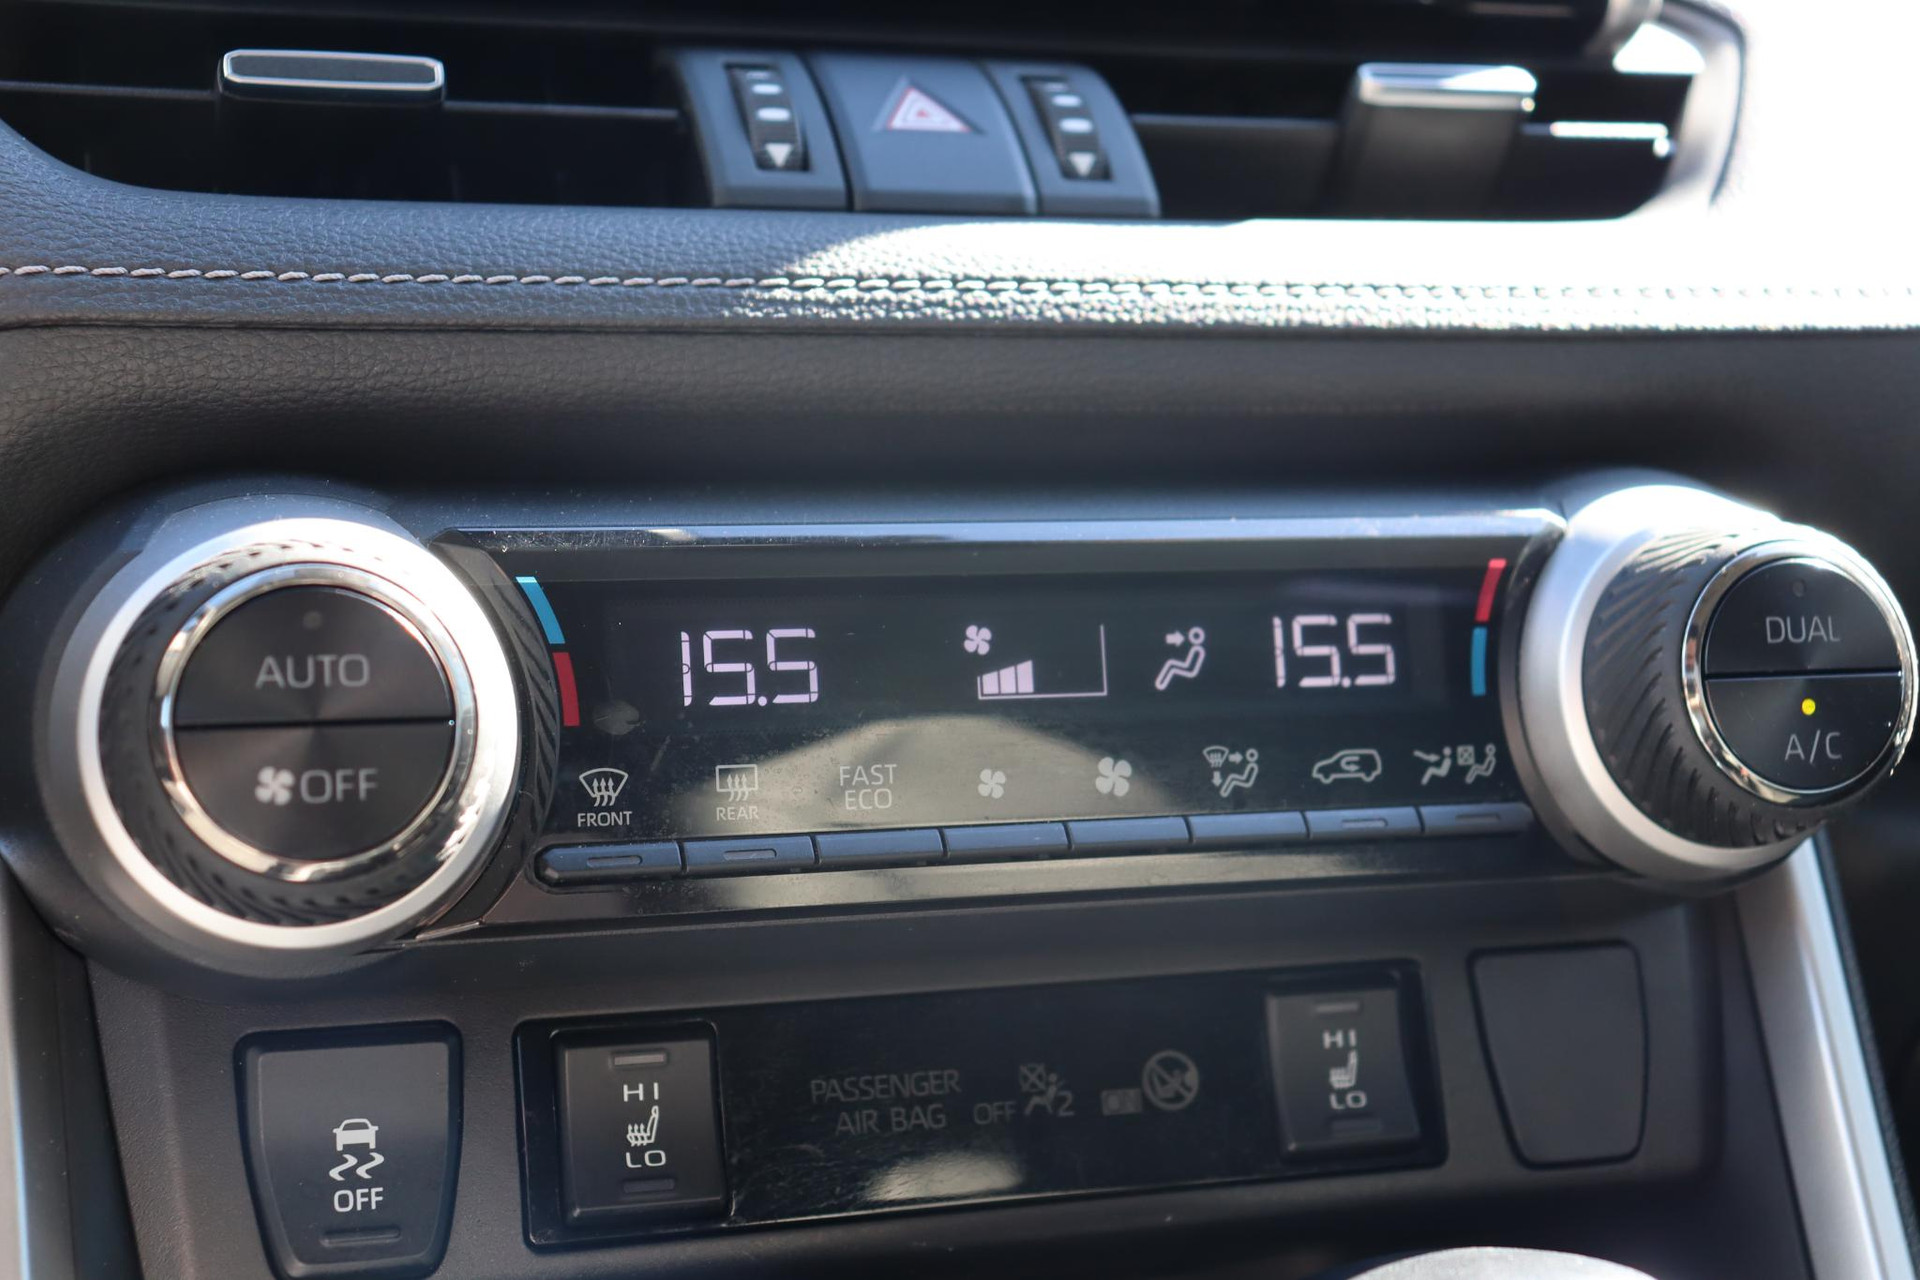 AUTO
OFF
15.5
15.5
DUAL
A/C
FRONT
REAR
FAST
ECO
OFF
HI
LO
PASSENGER
AIR BAG
OFF
2
HI
LO